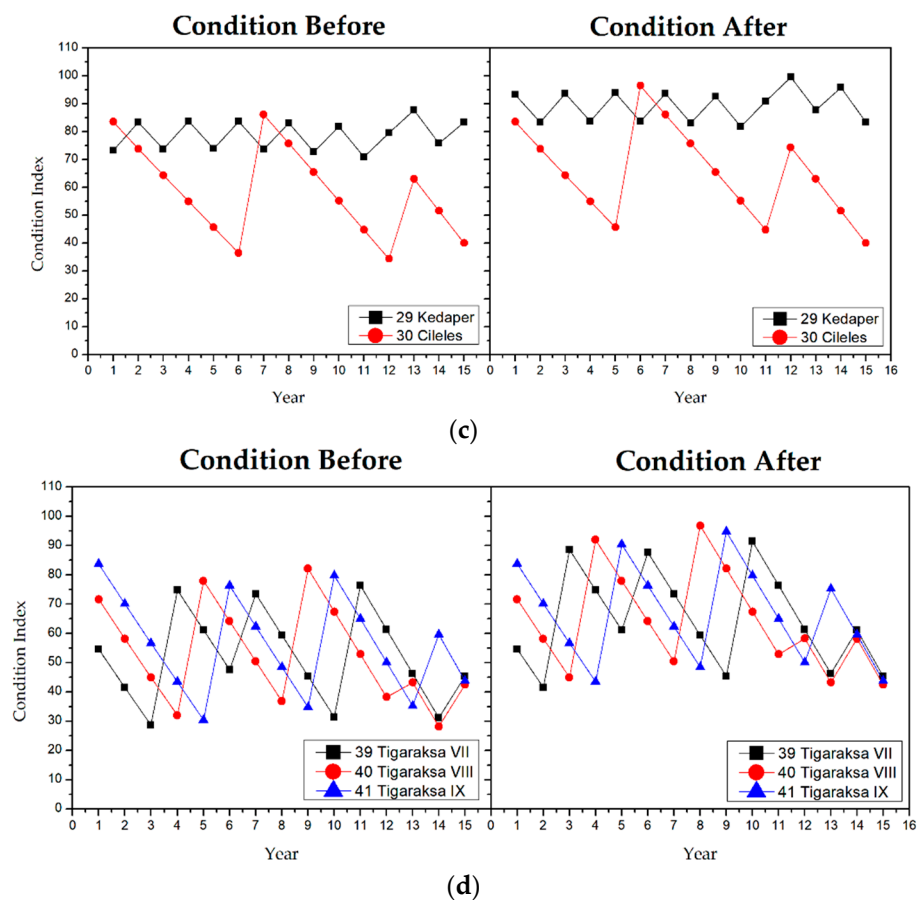 Condition Before Condition After
110
100
90
80
70
60
50
40
30
20
10
0
Condition Index
29 Kedaper
30 Cileles
29 Kedaper
30 Cileles
0 1 2 3 4 5 6 7 8 9 10 11 12 13 14 15 0 1 2 3 4 5 6 7 8 9 10 11 12 13 14 15 16
Year Year
(c)
Condition Before Condition After
110
100
90
80
70
60
50
40
30
20
10
0
Condition Index
39 Tigaraksa VII
40 Tigaraksa VIII
41 Tigaraksa IX
39 Tigaraksa VII
40 Tigaraksa VIII
41 Tigaraksa IX
0 1 2 3 4 5 6 7 8 9 10 11 12 13 14 15 0 1 2 3 4 5 6 7 8 9 10 11 12 13 14 15 16
Year Year
(d)